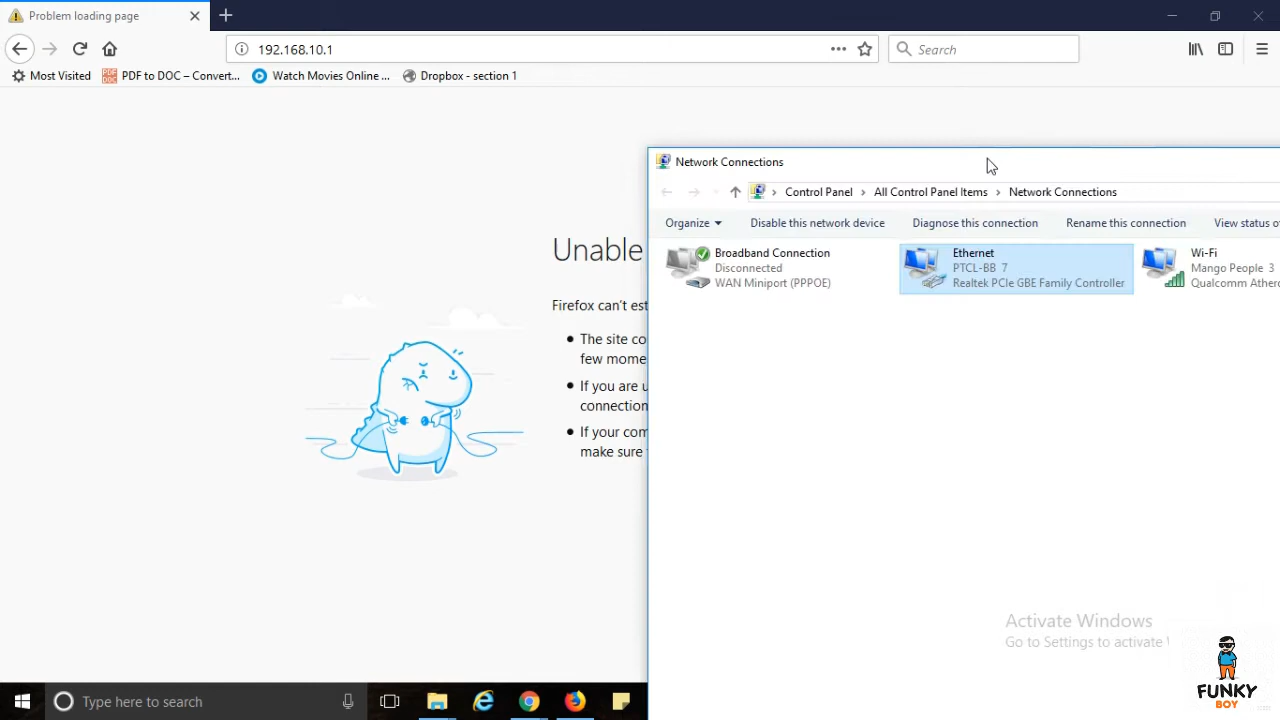 Problem loading page
192.168.10.1
Search
Most Visited
PDF to DOC – Convert...
Watch Movies Online ...
Dropbox - section 1
Unable
Firefox can't est
The site co
few mome
If you are u
connection
If your com
make sure
Network Connections
Control Panel
All Control Panel Items
Network Connections
Organize
Disable this network device
Diagnose this connection
Rename this connection
View status o
Broadband Connection
Disconnected
WAN Miniport (PPPOE)
Ethernet
PTCL-BB 7
Realtek PCIe GBE Family Controller
Wi-Fi
Mango People 3
Qualcomm Athero
Activate Windows
Go to Settings to activate
FUNKY
BOY
Type here to search